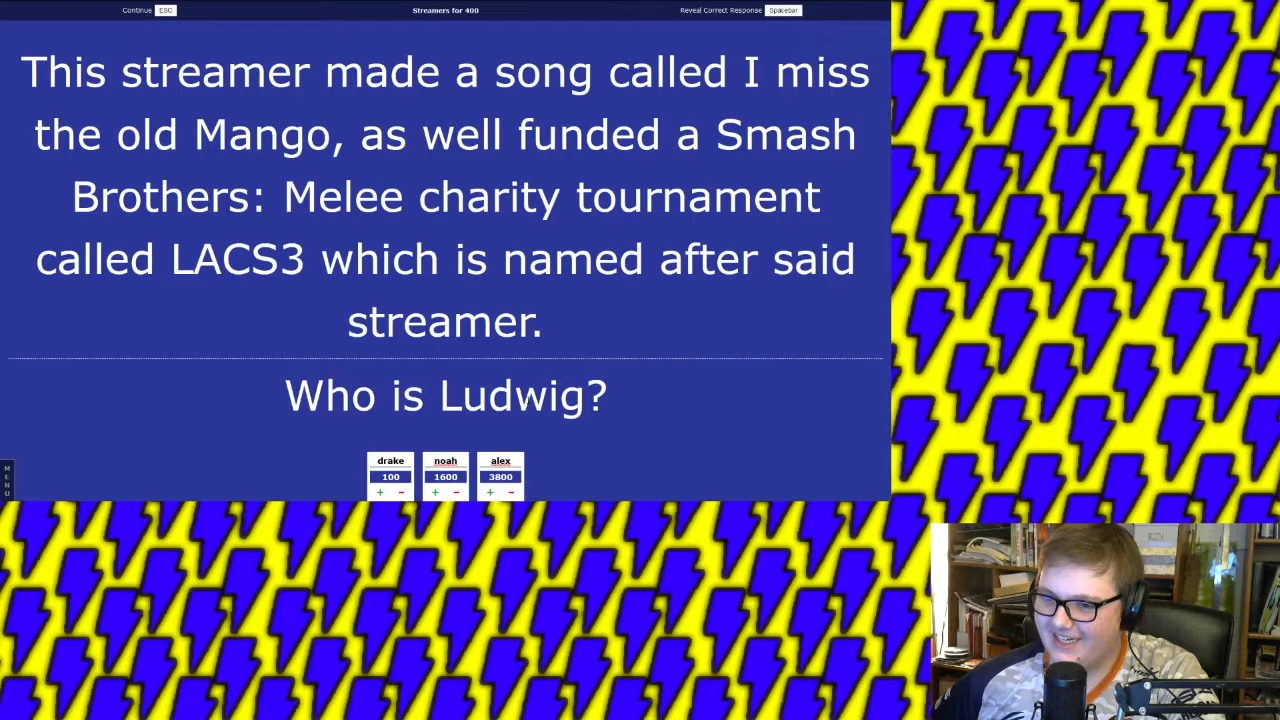 Continue ESC Streamers for 400 Reveal Correct Response Spacebar
This streamer made a song called I miss
the old Mango, as well funded a Smash
Brothers: Melee charity tournament
called LACS3 which is named after said
streamer.
Who is Ludwig?
MENU
drake noah alex
100 1600 3800
+ − + − + −